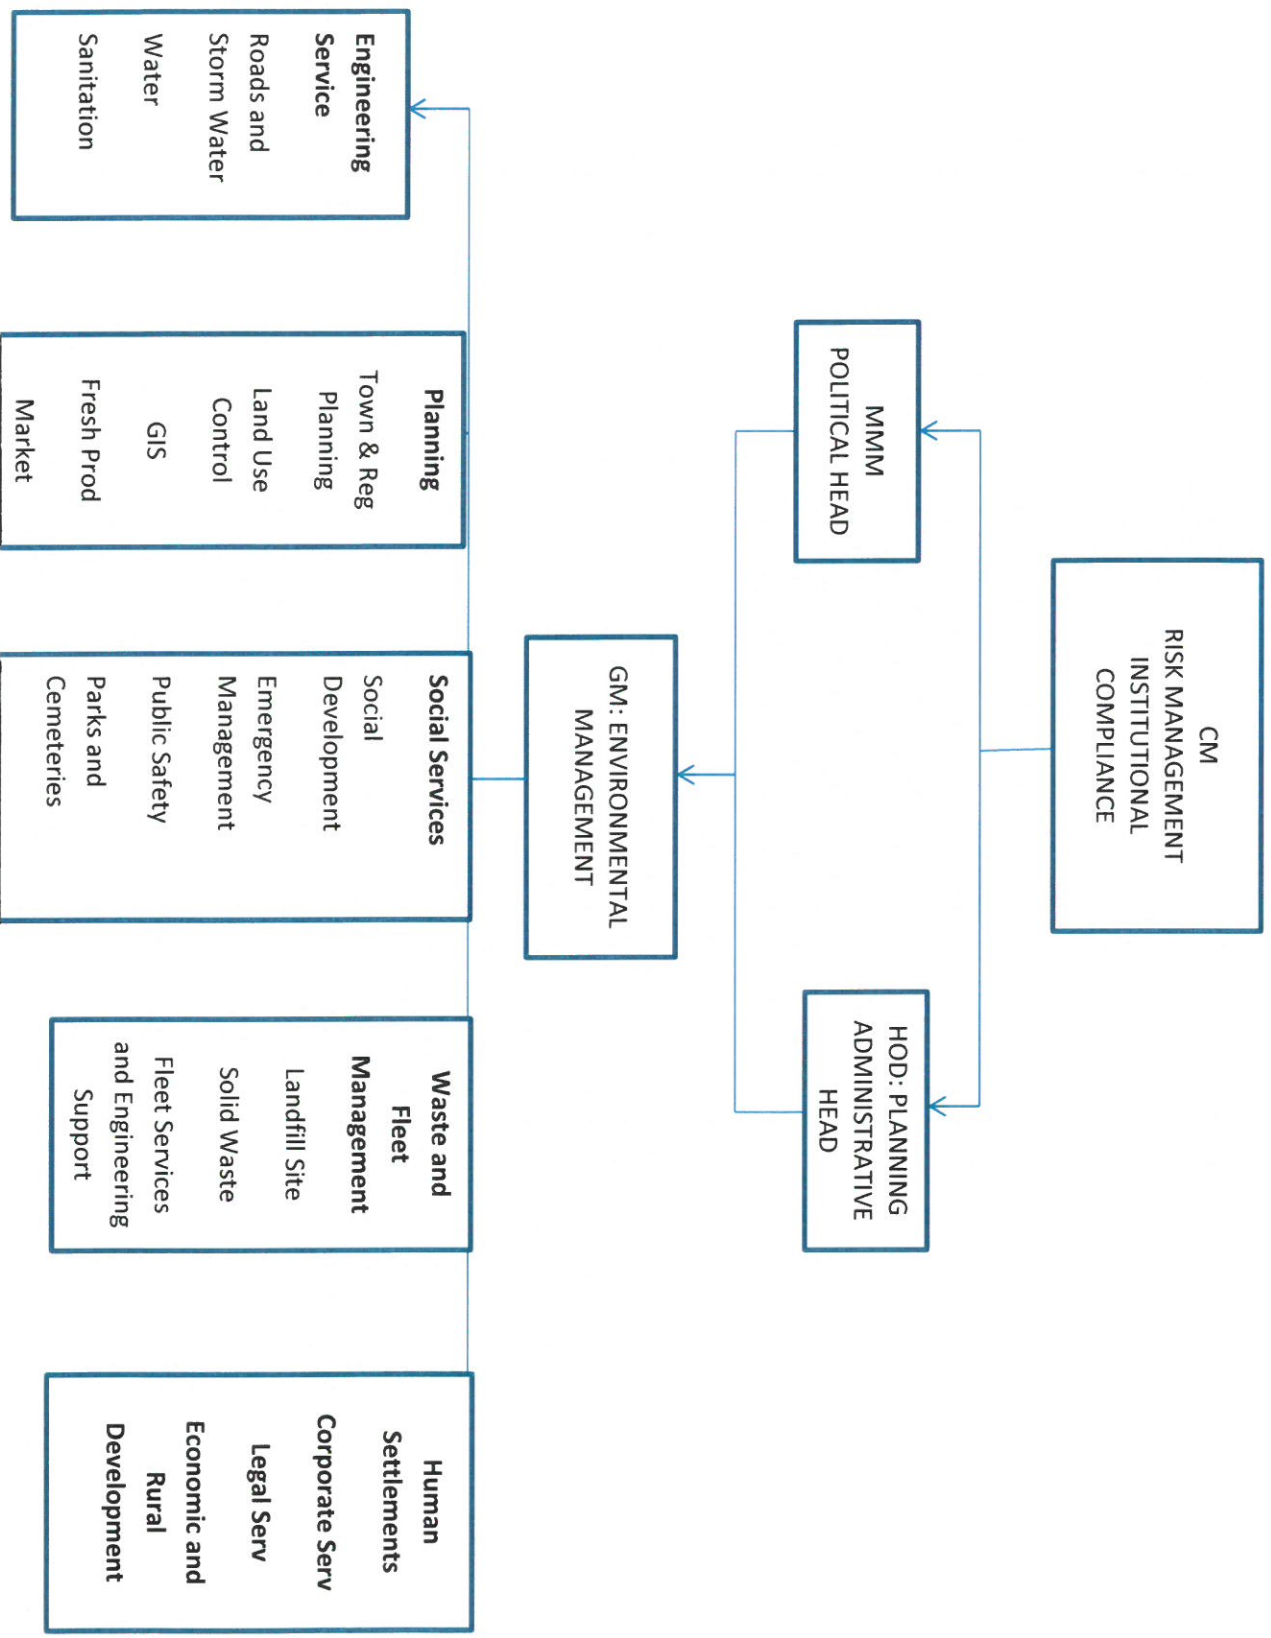 CM
RISK MANAGEMENT
INSTITUTIONAL
COMPLIANCE
MMM
POLITICAL HEAD
HOD: PLANNING
ADMINISTRATIVE
HEAD
GM: ENVIRONMENTAL
MANAGEMENT
Engineering
Service
Roads and
Storm Water
Water
Sanitation
Planning
Town & Reg
Planning
Land Use
Control
GIS
Fresh Prod
Market
Social Services
Social
Development
Emergency
Management
Public Safety
Parks and
Cemeteries
Waste and
Fleet
Management
Landfill Site
Solid Waste
Fleet Services
and Engineering
Support
Human
Settlements
Corporate Serv
Legal Serv
Economic and
Rural
Development